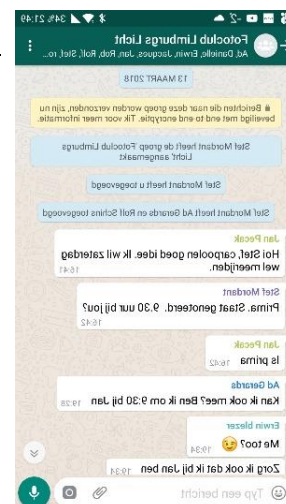 34% 21:49
Fotoclub Limburgs Licht
Ad, Danielle, Erwin, Jacques, Jan, Rob, Rolf, Stef, ro...
13 MAART 2018
Berichten die naar deze groep worden verzonden, zijn nu
beveiligd met end to end encryptie. Tik voor meer informatie.
Stef Mordant heeft de groep 'Fotoclub Limburgs
Licht' aangemaakt
Stef Mordant heeft u toegevoegd
Stef Mordant heeft Ad Gerards en Rolf Schins toegevoegd
Jan Pecak
Hoi Stef, carpoolen goed idee. Ik wil zaterdag
wel meerijden.
16:41
Stef Mordant
Prima. Staat genoteerd. 9.30 uur bij jou?
16:42
Jan Pecak
Is prima 16:42
Ad Gerards
Kan ik ook mee? Ben ik om 9:30 bij Jan 19:28
Erwin blezer
Me too? 😉 19:34
Zorg ik ook dat ik bij Jan ben 19:34
Typ een bericht